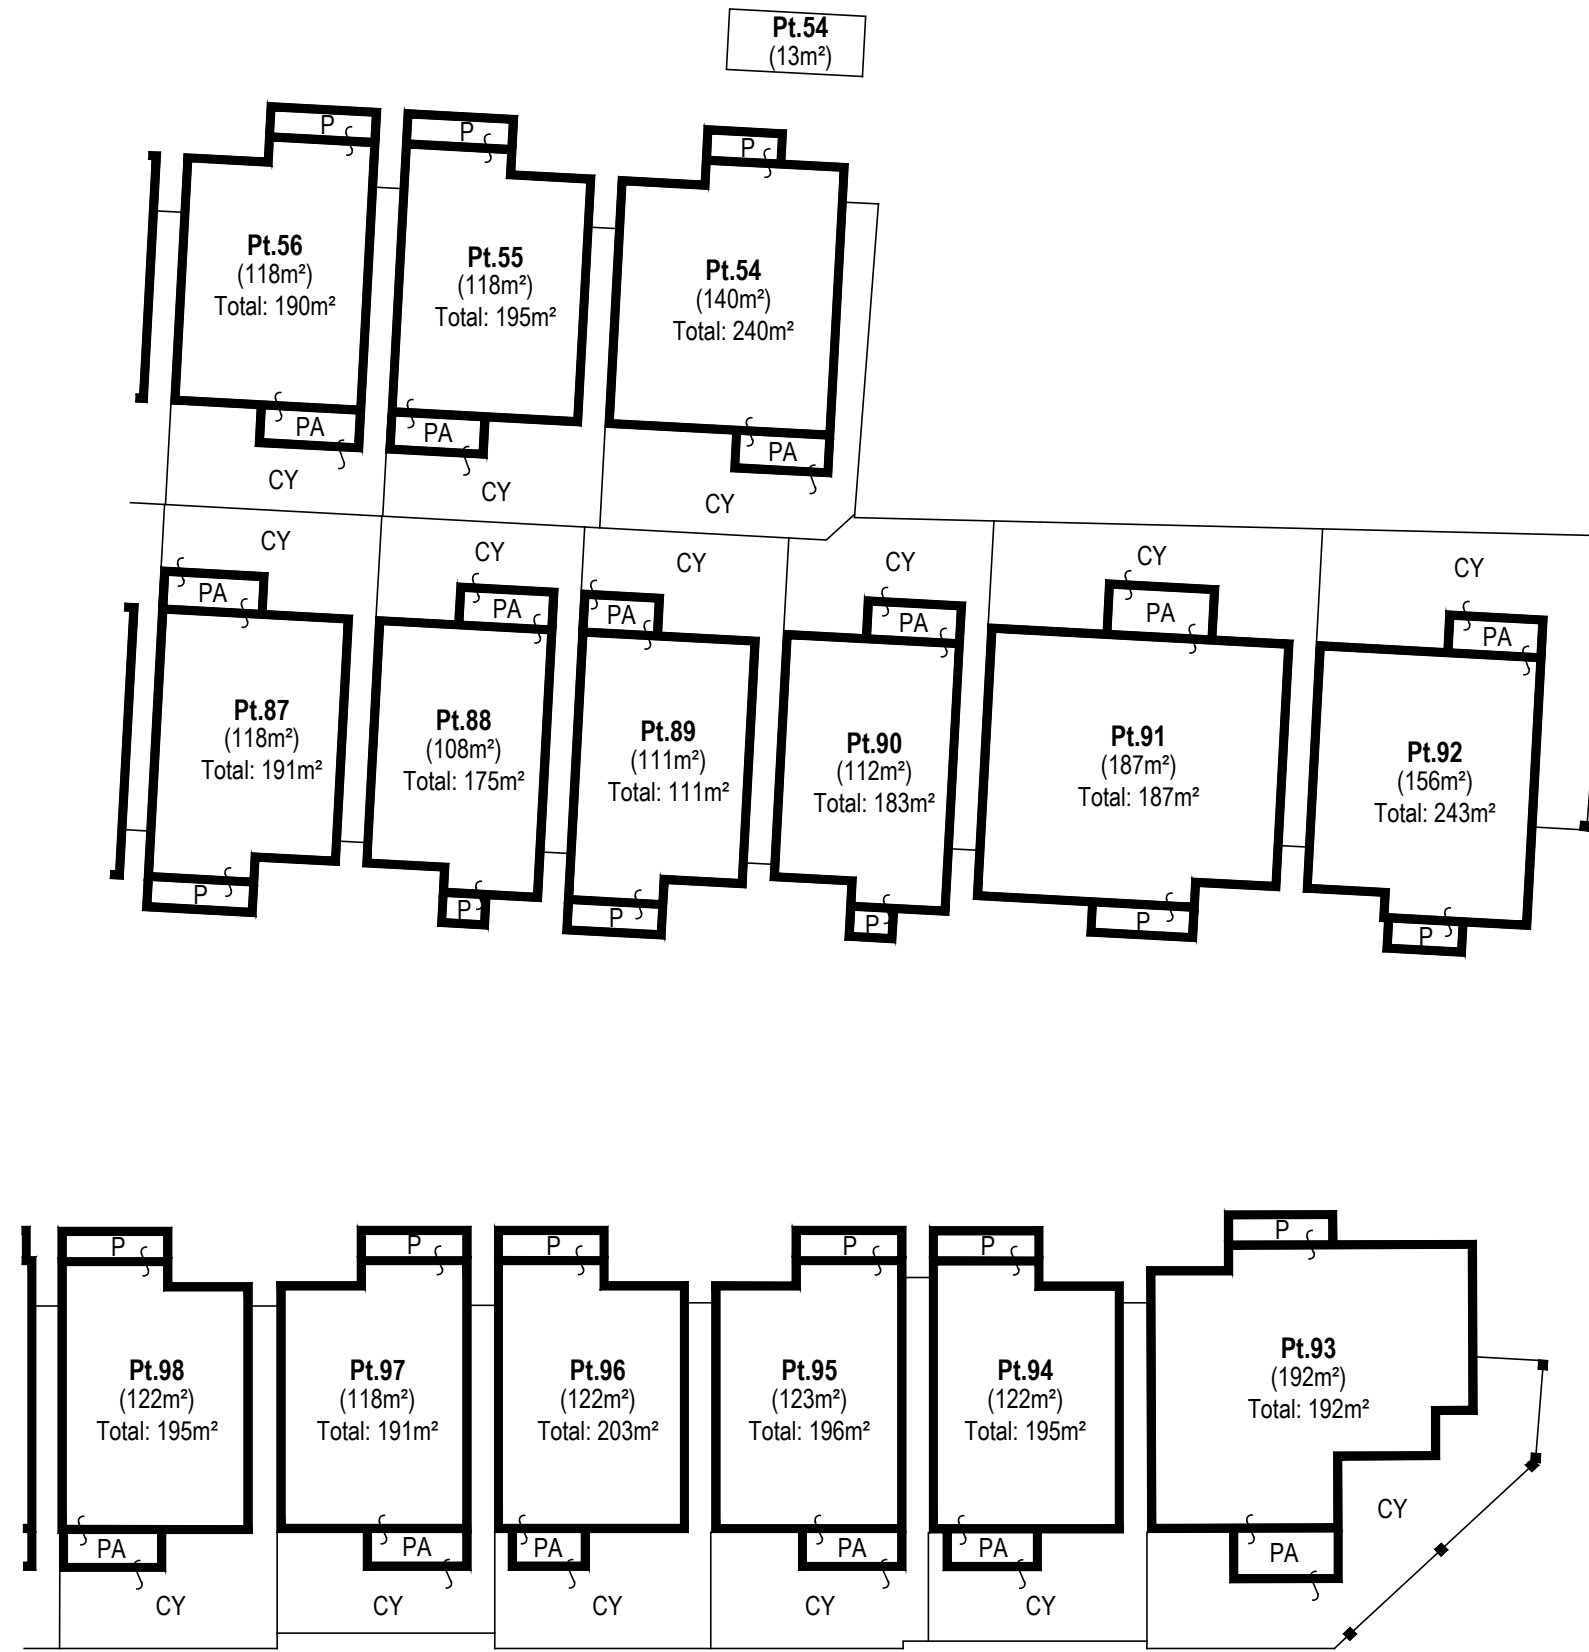 Pt.54
(13m²)
P
P
P
Pt.56
(118m²)
Total: 190m²
Pt.55
(118m²)
Total: 195m²
Pt.54
(140m²)
Total: 240m²
PA
PA
PA
CY
CY
CY
CY
CY
CY
CY
CY
CY
PA
PA
PA
PA
PA
PA
Pt.87
(118m²)
Total: 191m²
Pt.88
(108m²)
Total: 175m²
Pt.89
(111m²)
Total: 111m²
Pt.90
(112m²)
Total: 183m²
Pt.91
(187m²)
Total: 187m²
Pt.92
(156m²)
Total: 243m²
P
P
P
P
P
P
P
P
P
P
P
P
Pt.98
(122m²)
Total: 195m²
Pt.97
(118m²)
Total: 191m²
Pt.96
(122m²)
Total: 203m²
Pt.95
(123m²)
Total: 196m²
Pt.94
(122m²)
Total: 195m²
Pt.93
(192m²)
Total: 192m²
PA
PA
PA
PA
PA
PA
CY
CY
CY
CY
CY
CY